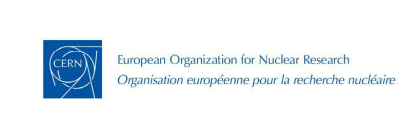 CERN
European Organization for Nuclear Research
Organisation européenne pour la recherche nucléaire